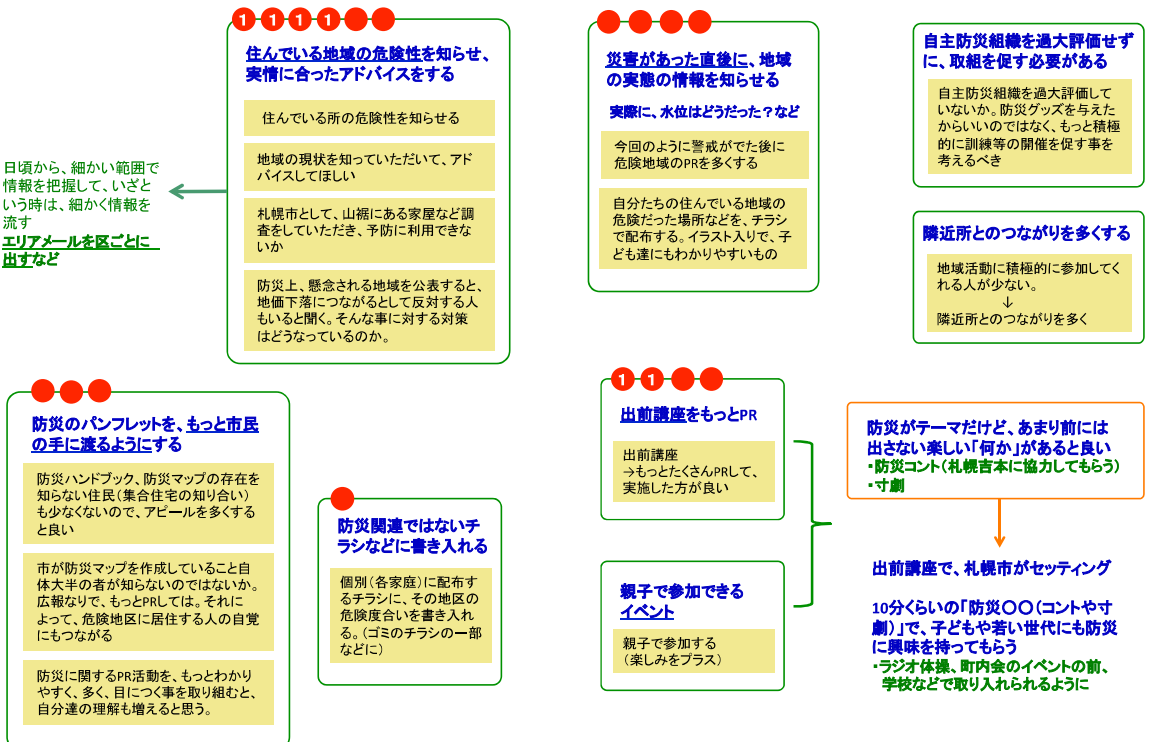 1 1 1 1
住んでいる地域の危険性を知らせ、
実情に合ったアドバイスをする
住んでいる所の危険性を知らせる
地域の現状を知っていただいて、アド
バイスしてほしい
札幌市として、山裾にある家屋など調
査をしていただき、予防に利用できな
いか
防災上、懸念される地域を公表すると、
地価下落につながるとして反対する人
もいると聞く。そんな事に対する対策
はどうなっているのか。
日頃から、細かい範囲で
情報を把握して、いざと
いう時は、細かく情報を
流す
エリアメールを区ごとに
出すなど
災害があった直後に、地域
の実態の情報を知らせる
実際に、水位はどうだった？など
今回のように警戒がでた後に
危険地域のPRを多くする
自分たちの住んでいる地域の
危険だった場所などを、チラシ
で配布する。イラスト入りで、子
ども達にもわかりやすいもの
自主防災組織を過大評価せず
に、取組を促す必要がある
自主防災組織を過大評価して
いないか。防災グッズを与えた
からいいのではなく、もっと積極
的に訓練等の開催を促す事を
考えるべき
隣近所とのつながりを多くする
地域活動に積極的に参加してく
れる人が少ない。
↓
隣近所とのつながりを多く
防災のパンフレットを、もっと市民
の手に渡るようにする
防災ハンドブック、防災マップの存在を
知らない住民（集合住宅の知り合い）
も少なくないので、アピールを多くする
と良い
市が防災マップを作成していること自
体大半の者が知らないのではないか。
広報なりで、もっとPRしては。それに
よって、危険地区に居住する人の自覚
にもつながる
防災に関するPR活動を、もっとわかり
やすく、多く、目につく事を取り組むと、
自分達の理解も増えると思う。
防災関連ではないチ
ラシなどに書き入れる
個別（各家庭）に配布す
るチラシに、その地区の
危険度合いを書き入れ
る。（ゴミのチラシの一部
などに）
1 1
出前講座をもっとPR
出前講座
→もっとたくさんPRして、
実施した方が良い
親子で参加できる
イベント
親子で参加する
（楽しみをプラス）
防災がテーマだけど、あまり前には
出さない楽しい「何か」があると良い
・防災コント（札幌吉本に協力してもらう）
・寸劇
出前講座で、札幌市がセッティング
10分くらいの「防災〇〇（コントや寸
劇）」で、子どもや若い世代にも防災
に興味を持ってもらう
・ラジオ体操、町内会のイベントの前、
学校などで取り入れられるように